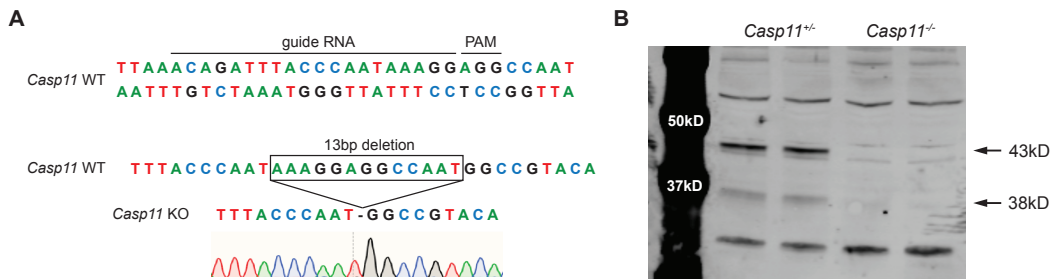 A
guide RNA PAM
TTAAACAGATTTACCCAATAAAGGAGGCCAAT
Casp11 WT
AATTTGTCTAAATGGGTTATTTCCTCCGGTTA
13bp deletion
Casp11 WT TTTACCCAATAAAGGAGGCCAATGGCCGTACA
Casp11 KO TTTACCCAAT-GGCCGTACA
B
Casp11+/- Casp11-/-
50kD
43kD
37kD
38kD